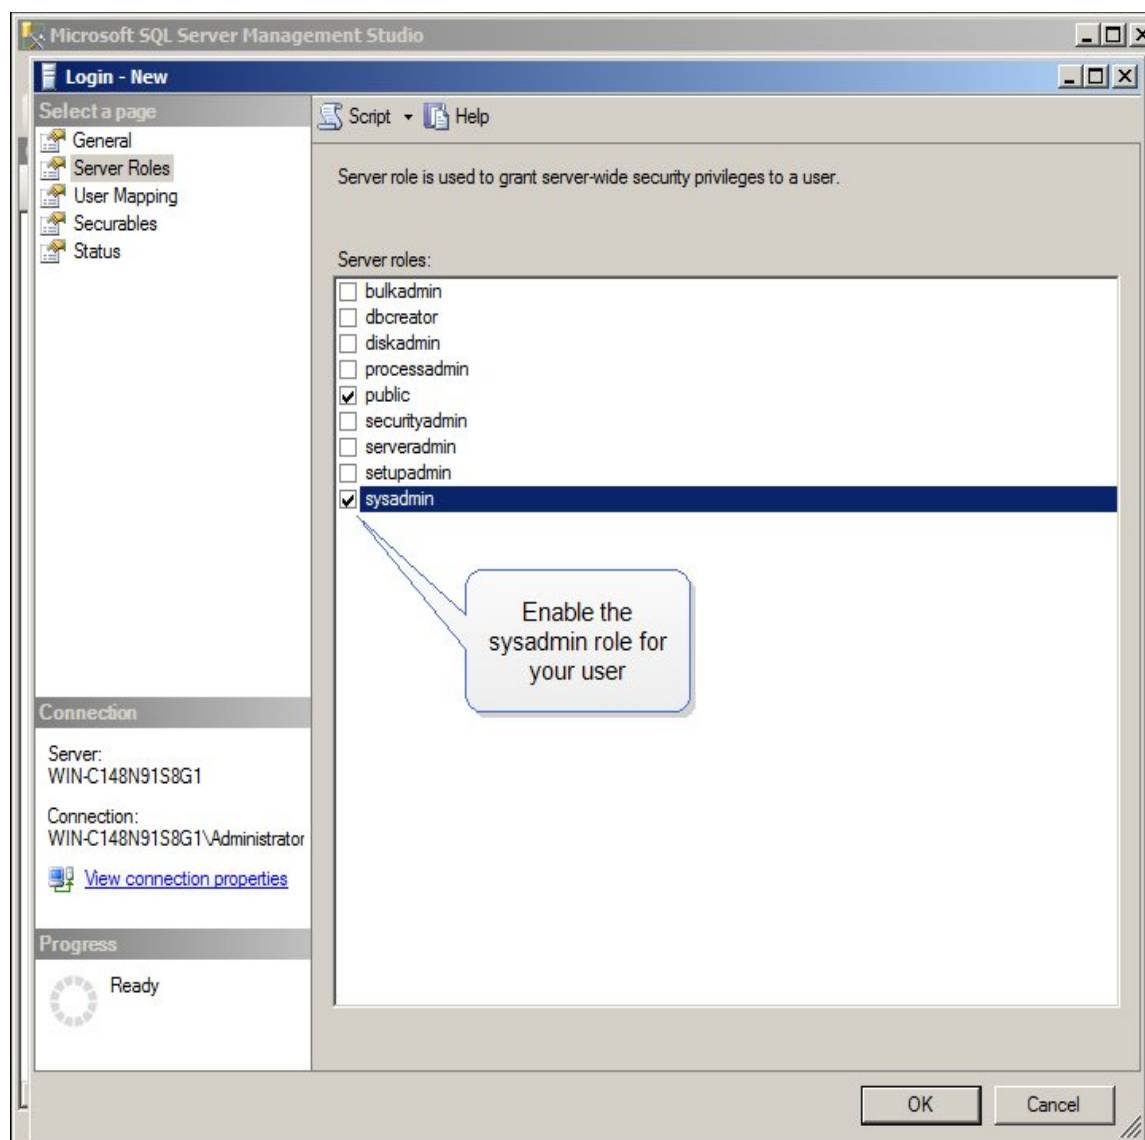 Microsoft SQL Server Management Studio
Login - New
Select a page
General
Server Roles
User Mapping
Securables
Status
Script
Help
Server role is used to grant server-wide security privileges to a user.
Server roles:
bulkadmin
dbcreator
diskadmin
processadmin
public
securityadmin
serveradmin
setupadmin
sysadmin
Enable the
sysadmin role for
your user
Connection
Server:
WIN-C148N91S8G1
Connection:
WIN-C148N91S8G1\Administrator
View connection properties
Progress
Ready
OK
Cancel